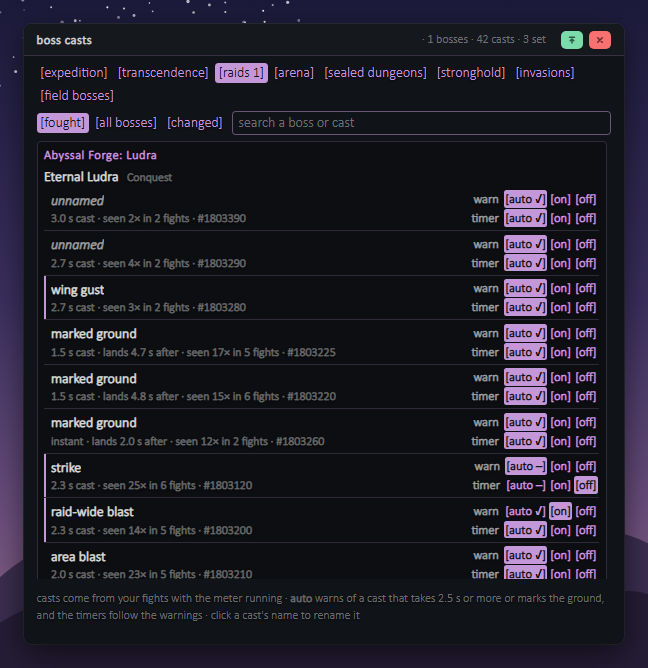 boss casts · 1 bosses · 42 casts · 3 set
[expedition] [transcendence] [raids 1] [arena] [sealed dungeons] [stronghold] [invasions]
[field bosses]
[fought] [all bosses] [changed] search a boss or cast
Abyssal Forge: Ludra
Eternal Ludra Conquest
unnamed warn [auto ✓] [on] [off]
3.0 s cast · seen 2× in 2 fights · #1803390 timer [auto ✓] [on] [off]
unnamed warn [auto ✓] [on] [off]
2.7 s cast · seen 4× in 2 fights · #1803290 timer [auto ✓] [on] [off]
wing gust warn [auto ✓] [on] [off]
2.7 s cast · seen 3× in 2 fights · #1803280 timer [auto ✓] [on] [off]
marked ground warn [auto ✓] [on] [off]
1.5 s cast · lands 4.7 s after · seen 17× in 5 fights · #1803225 timer [auto ✓] [on] [off]
marked ground warn [auto ✓] [on] [off]
1.5 s cast · lands 4.8 s after · seen 15× in 6 fights · #1803220 timer [auto ✓] [on] [off]
marked ground warn [auto ✓] [on] [off]
instant · lands 2.0 s after · seen 12× in 2 fights · #1803260 timer [auto ✓] [on] [off]
strike warn [auto –] [on] [off]
2.3 s cast · seen 25× in 6 fights · #1803120 timer [auto –] [on] [off]
raid-wide blast warn [auto ✓] [on] [off]
2.3 s cast · seen 14× in 5 fights · #1803200 timer [auto ✓] [on] [off]
area blast warn [auto ✓] [on] [off]
2.0 s cast · seen 23× in 5 fights · #1803210 timer [auto ✓] [on] [off]
casts come from your fights with the meter running · auto warns of a cast that takes 2.5 s or more or marks the ground,
and the timers follow the warnings · click a cast's name to rename it